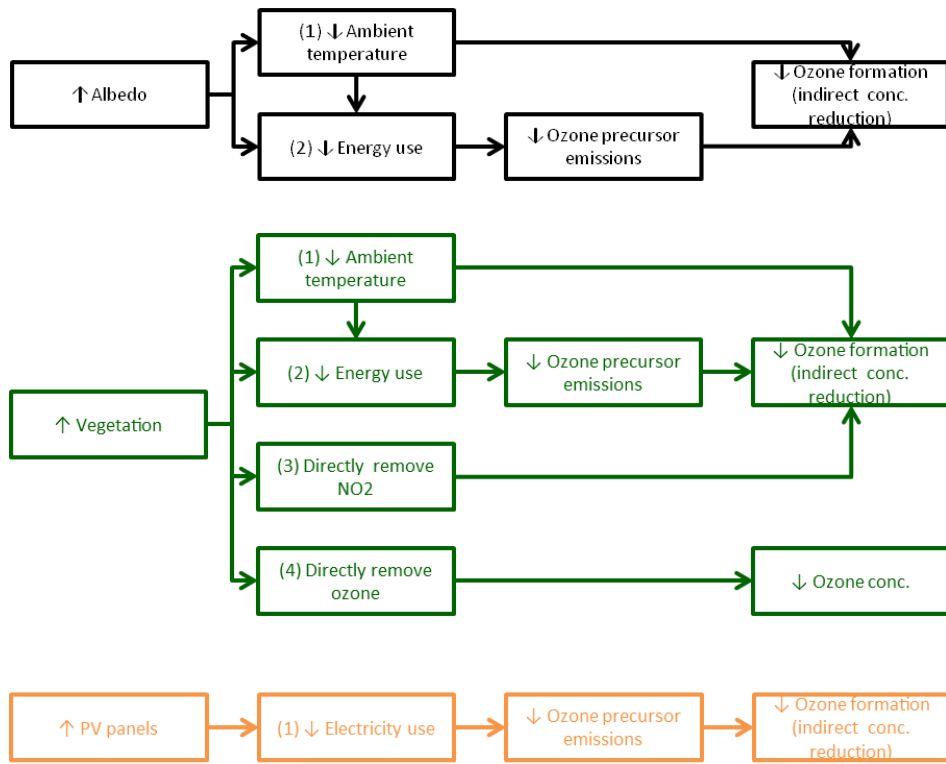 (1) ↓ Ambient
temperature
↑ Albedo
↓ Ozone formation
(indirect conc.
reduction)
(2) ↓ Energy use
↓ Ozone precursor
emissions
(1) ↓ Ambient
temperature
(2) ↓ Energy use
↓ Ozone precursor
emissions
↓ Ozone formation
(indirect conc.
reduction)
↑ Vegetation
(3) Directly remove
NO2
(4) Directly remove
ozone
↓ Ozone conc.
↑ PV panels
(1) ↓ Electricity use
↓ Ozone precursor
emissions
↓ Ozone formation
(indirect conc.
reduction)